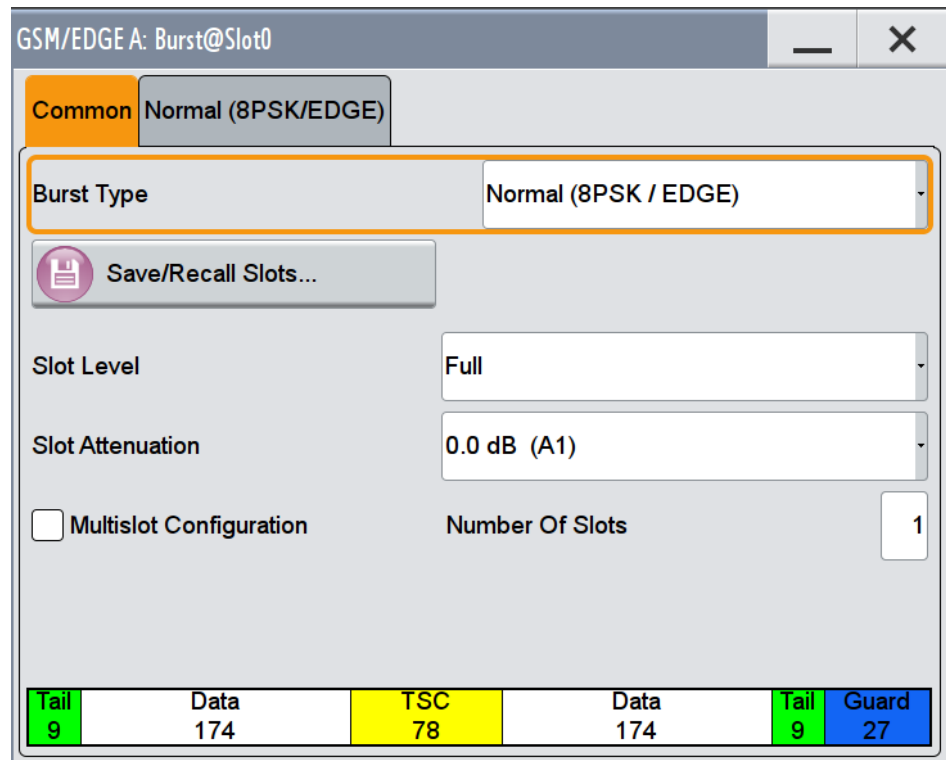 GSM/EDGE A: Burst@Slot0
Common Normal (8PSK/EDGE)
Burst Type Normal (8PSK / EDGE)
Save/Recall Slots...
Slot Level Full
Slot Attenuation 0.0 dB (A1)
Multislot Configuration Number Of Slots 1
Tail Data TSC Data Tail Guard
9 174 78 174 9 27